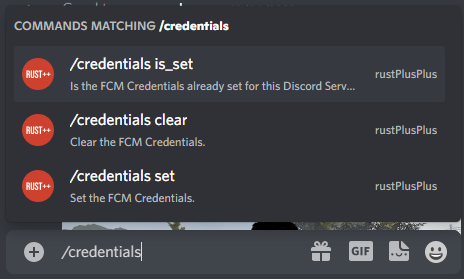 COMMANDS MATCHING /credentials
RUST++
/credentials is_set
rustPlusPlus
Is the FCM Credentials already set for this Discord Serv...
RUST++
/credentials clear
rustPlusPlus
Clear the FCM Credentials.
RUST++
/credentials set
rustPlusPlus
Set the FCM Credentials.
/credentials
GIF